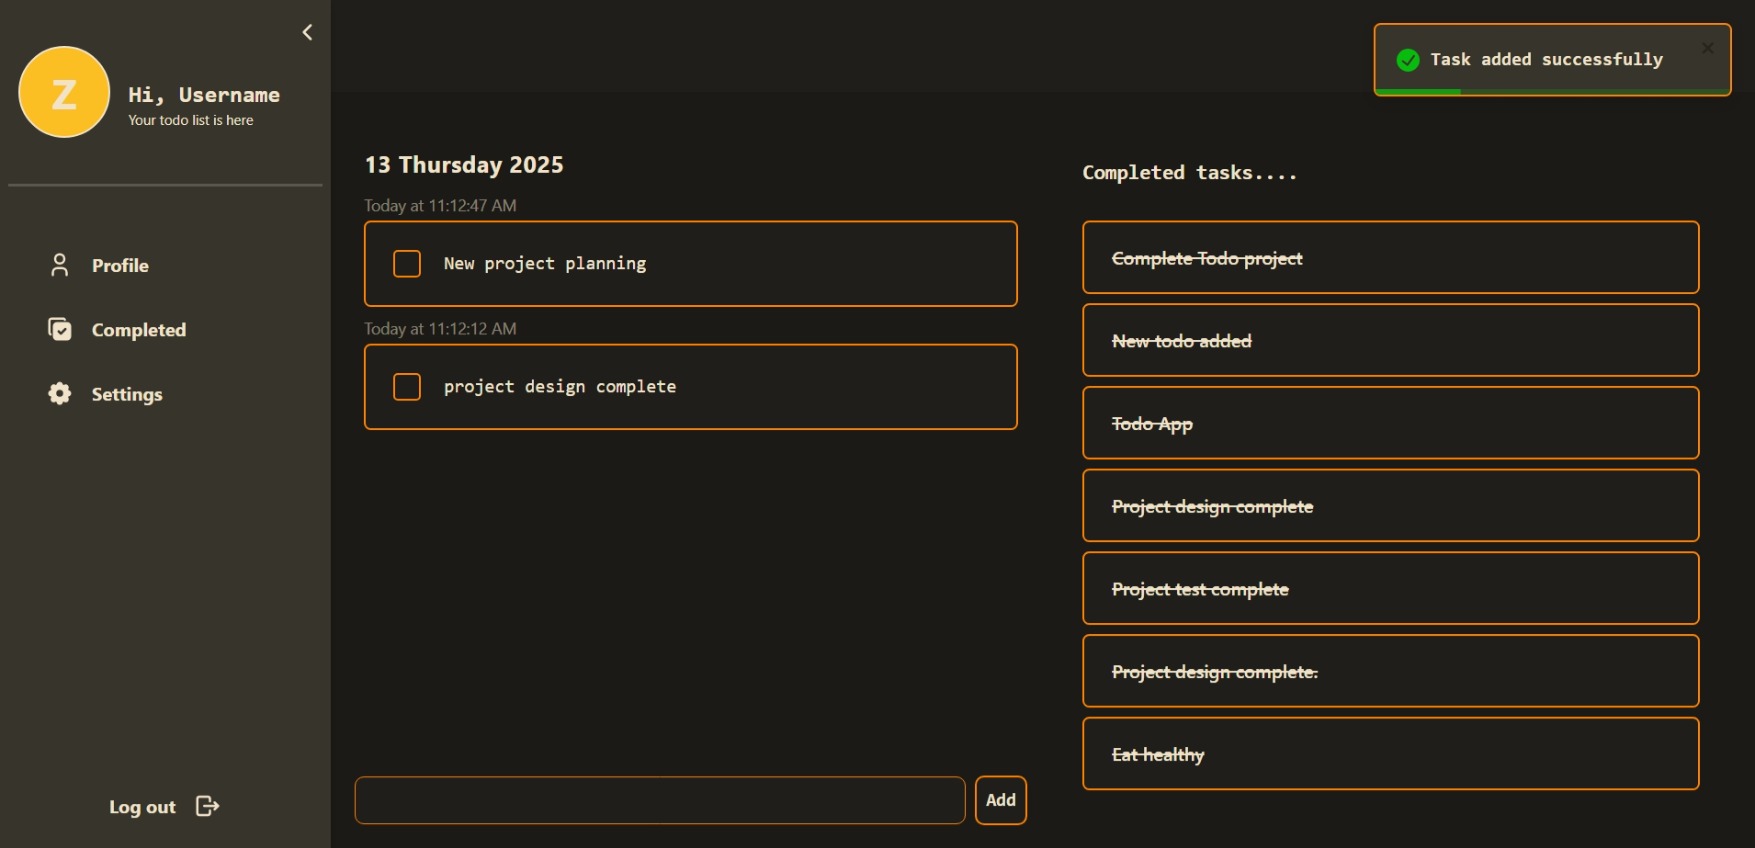 Z
Hi, Username
Your todo list is here
Profile
Completed
Settings
Log out
Task added successfully
13 Thursday 2025
Today at 11:12:47 AM
New project planning
Today at 11:12:12 AM
project design complete
Add
Completed tasks....
Complete Todo project
New todo added
Todo App
Project design complete
Project test complete
Project design complete.
Eat healthy